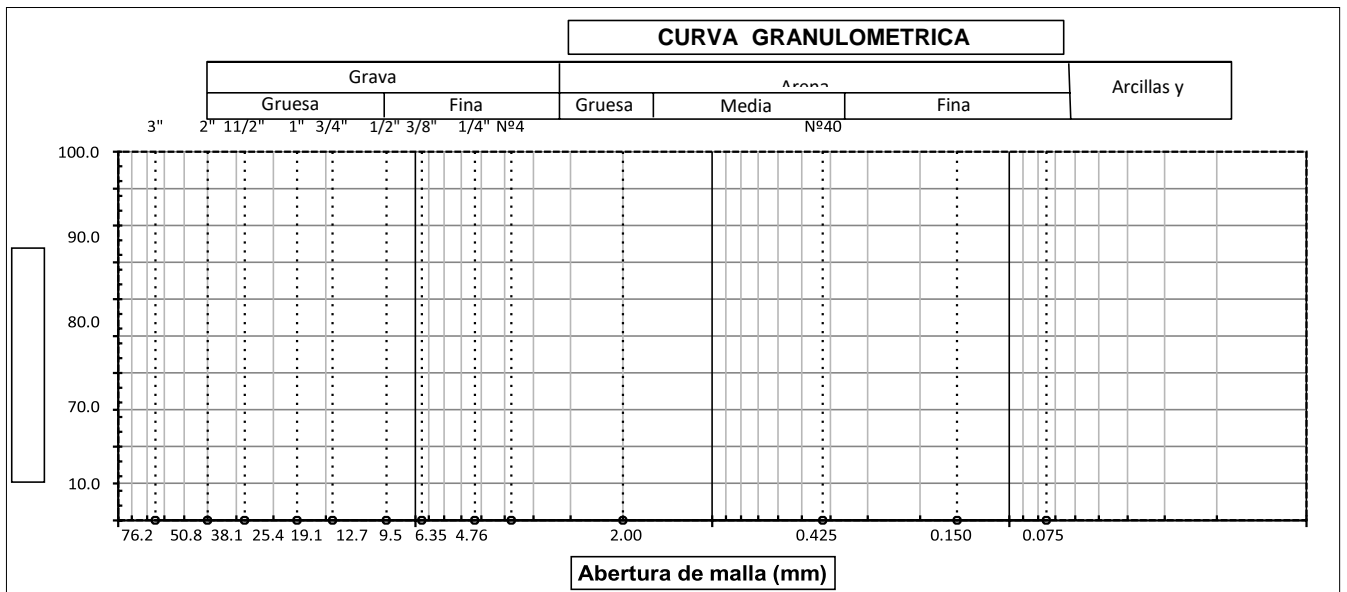 CURVA GRANULOMETRICA
Grava
Arcillas y
Gruesa Fina Gruesa Media Fina
3" 2" 11/2" 1" 3/4" 1/2" 3/8" 1/4" Nº4 Nº40
100.0
90.0
80.0
70.0
10.0
76.2 50.8 38.1 25.4 19.1 12.7 9.5 6.35 4.76 2.00 0.425 0.150 0.075
Abertura de malla (mm)